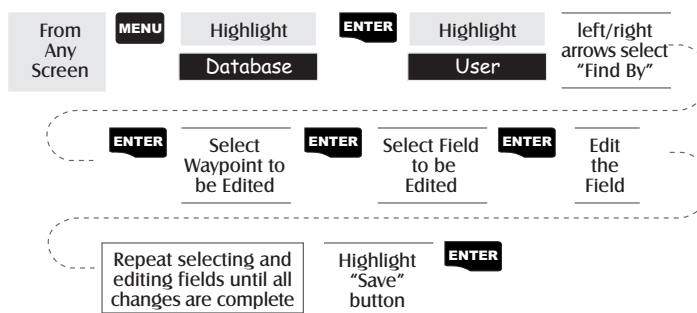 From
Any
Screen
MENU
Highlight
Database
ENTER
Highlight
User
left/right
arrows select
"Find By"
ENTER
Select
Waypoint to
be Edited
ENTER
Select Field
to be
Edited
ENTER
Edit
the
Field
Repeat selecting and
editing fields until all
changes are complete
Highlight
"Save"
button
ENTER